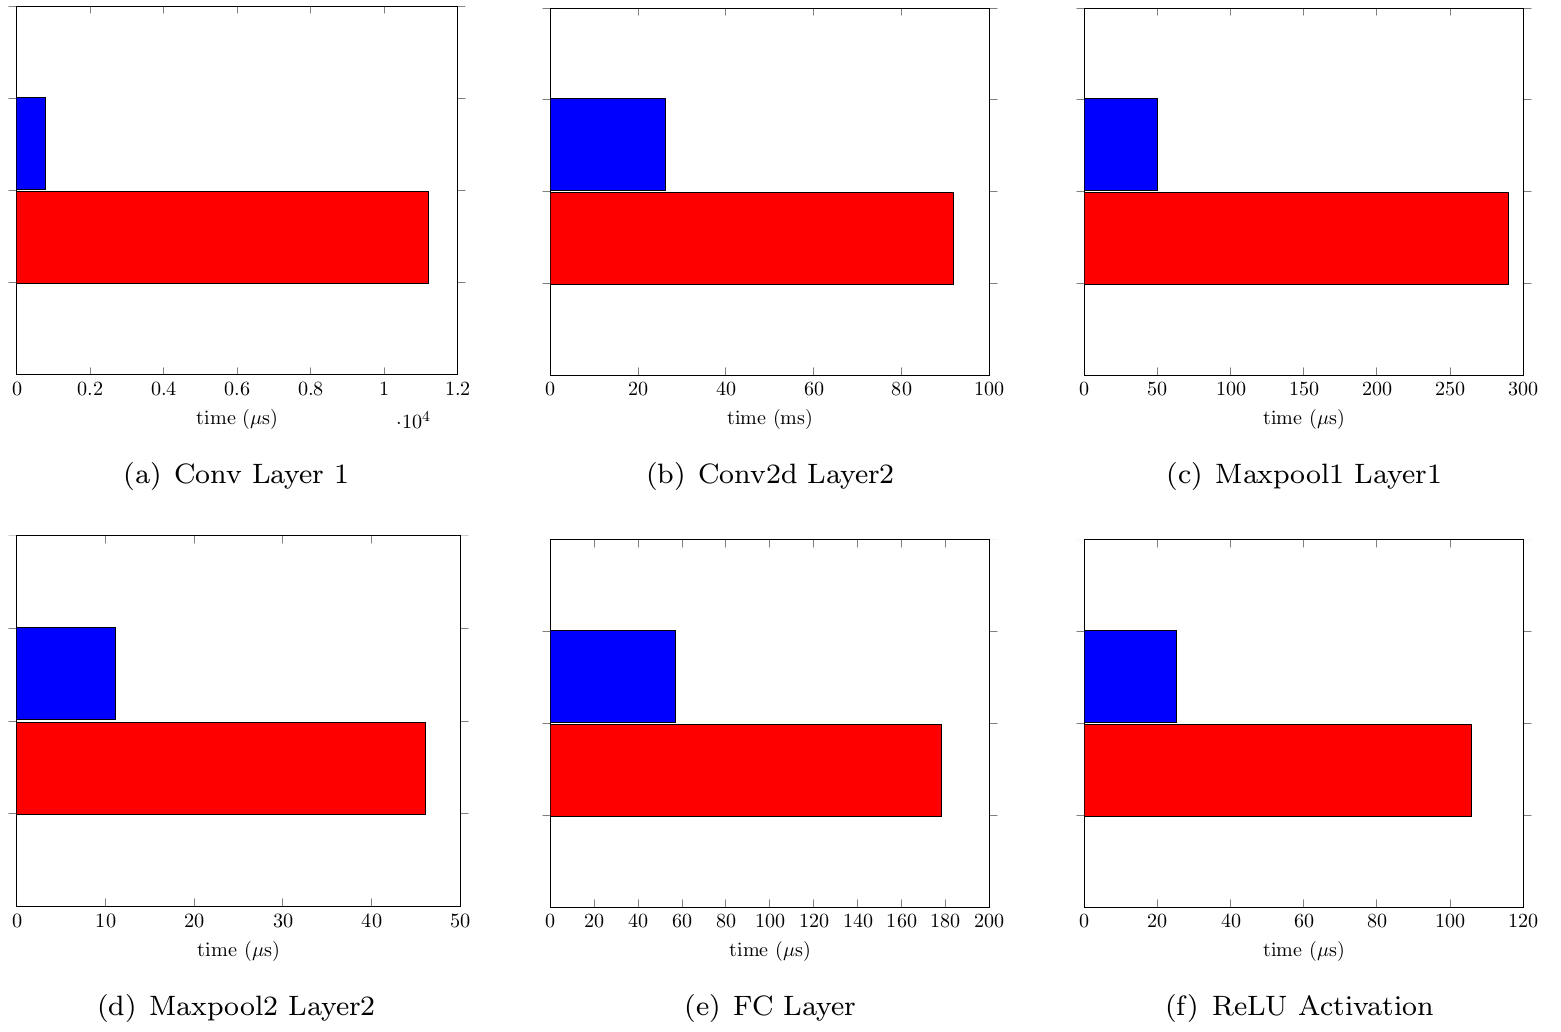 0 0.2 0.4 0.6 0.8 1 1.2
time (μs)
·10⁴
(a) Conv Layer 1
0 20 40 60 80 100
time (ms)
(b) Conv2d Layer2
0 50 100 150 200 250 300
time (μs)
(c) Maxpool1 Layer1
0 10 20 30 40 50
time (μs)
(d) Maxpool2 Layer2
0 20 40 60 80 100 120 140 160 180 200
time (μs)
(e) FC Layer
0 20 40 60 80 100 120
time (μs)
(f) ReLU Activation